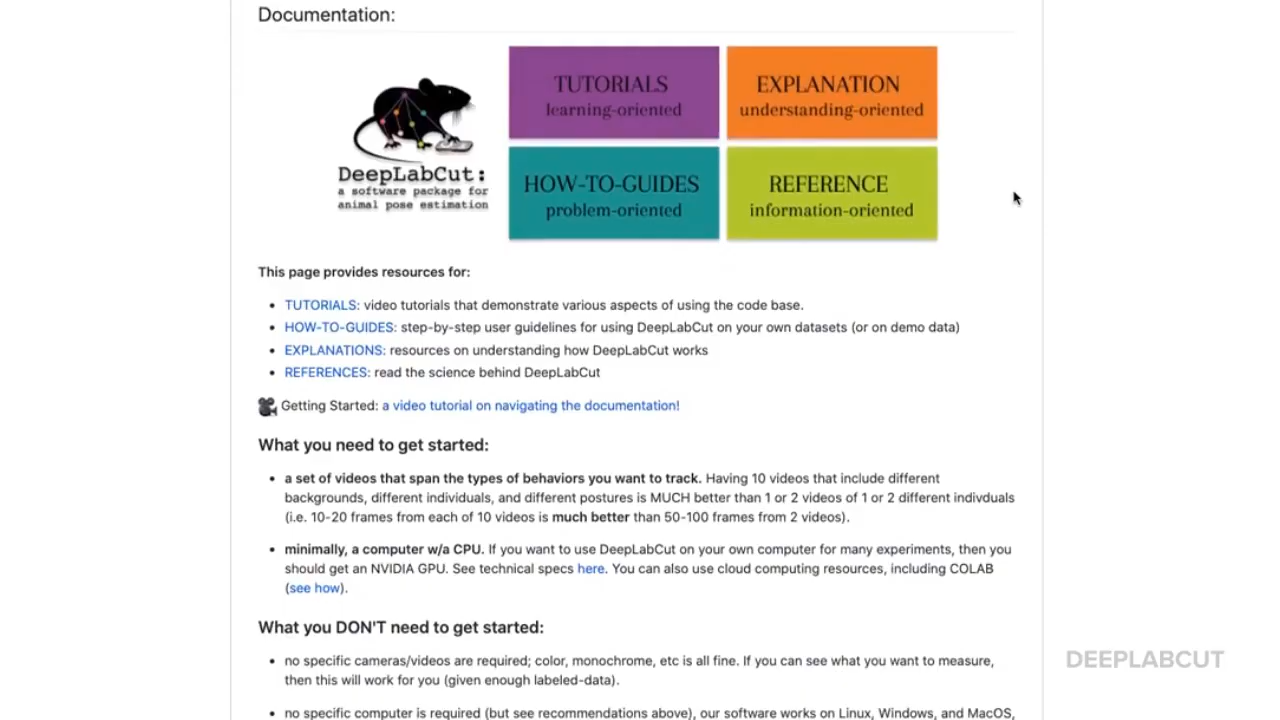 Documentation:
TUTORIALS
learning-oriented
EXPLANATION
understanding-oriented
DeepLabCut:
a software package for
animal pose estimation
HOW-TO-GUIDES
problem-oriented
REFERENCE
information-oriented
This page provides resources for:
• TUTORIALS: video tutorials that demonstrate various aspects of using the code base.
• HOW-TO-GUIDES: step-by-step user guidelines for using DeepLabCut on your own datasets (or on demo data)
• EXPLANATIONS: resources on understanding how DeepLabCut works
• REFERENCES: read the science behind DeepLabCut
Getting Started: a video tutorial on navigating the documentation!
What you need to get started:
• a set of videos that span the types of behaviors you want to track. Having 10 videos that include different
backgrounds, different individuals, and different postures is MUCH better than 1 or 2 videos of 1 or 2 different indivduals
(i.e. 10-20 frames from each of 10 videos is much better than 50-100 frames from 2 videos).
• minimally, a computer w/a CPU. If you want to use DeepLabCut on your own computer for many experiments, then you
should get an NVIDIA GPU. See technical specs here. You can also use cloud computing resources, including COLAB
(see how).
What you DON'T need to get started:
• no specific cameras/videos are required; color, monochrome, etc is all fine. If you can see what you want to measure,
then this will work for you (given enough labeled-data).
• no specific computer is required (but see recommendations above), our software works on Linux, Windows, and MacOS,
DEEPLABCUT